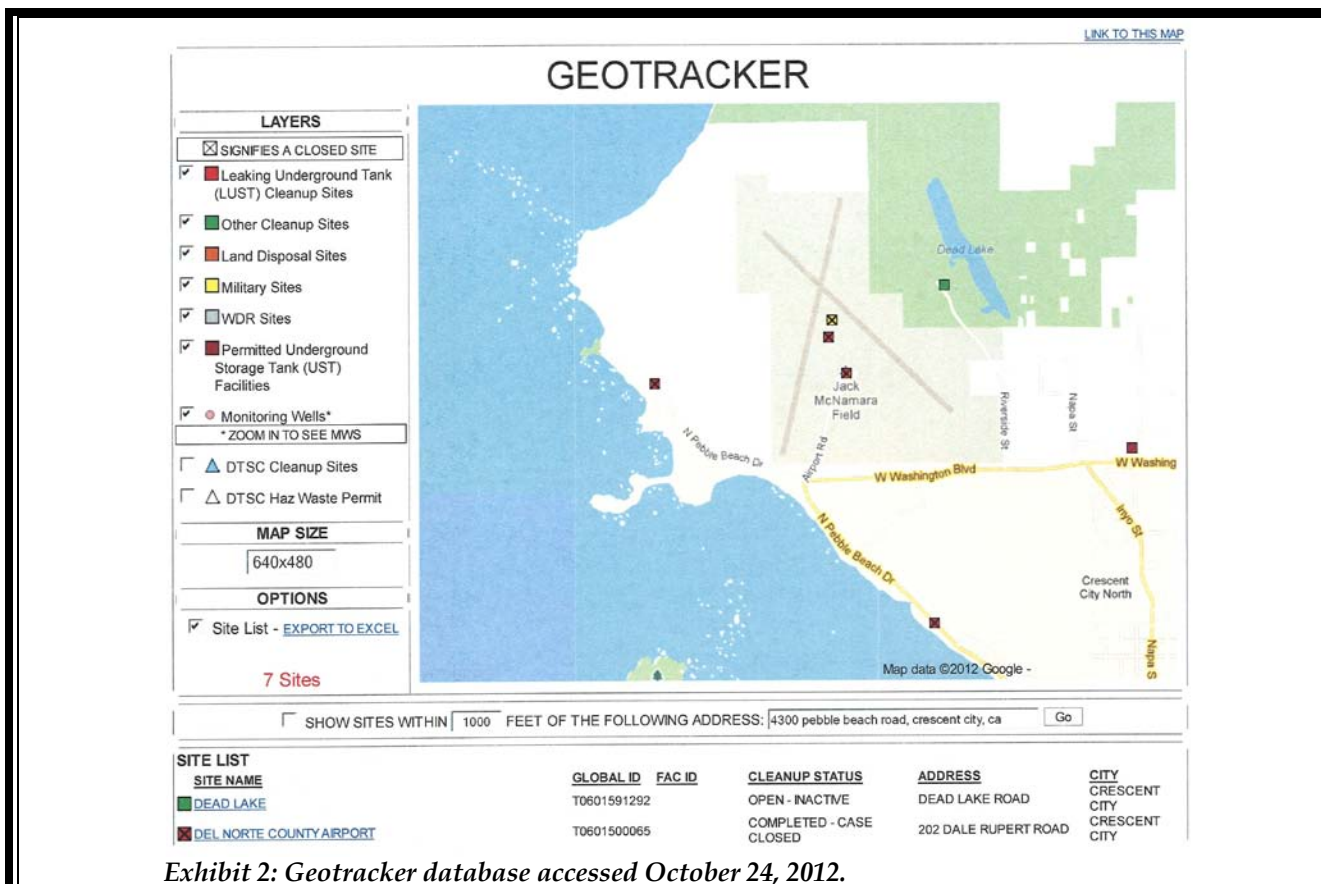 LINK TO THIS MAP
GEOTRACKER
LAYERS
SIGNIFIES A CLOSED SITE
Leaking Underground Tank
(LUST) Cleanup Sites
Other Cleanup Sites
Land Disposal Sites
Military Sites
WDR Sites
Permitted Underground
Storage Tank (UST)
Facilities
Monitoring Wells*
* ZOOM IN TO SEE MWS
DTSC Cleanup Sites
DTSC Haz Waste Permit
MAP SIZE
640x480
OPTIONS
Site List - EXPORT TO EXCEL
7 Sites
Dead Lake
Jack
McNamara
Field
Riverside St
Napa St
N Pebble Beach Dr
Airport Rd
W Washington Blvd
W Washing
N Pebble Beach Dr
Inyo St
Crescent
City North
Napa S
Map data ©2012 Google -
SHOW SITES WITHIN 1000 FEET OF THE FOLLOWING ADDRESS: 4300 pebble beach road, crescent city, ca Go
SITE LIST
SITE NAME GLOBAL ID FAC ID CLEANUP STATUS ADDRESS CITY
DEAD LAKE T0601591292 OPEN - INACTIVE DEAD LAKE ROAD CRESCENT
CITY
DEL NORTE COUNTY AIRPORT T0601500065 COMPLETED - CASE 202 DALE RUPERT ROAD CRESCENT
CLOSED CITY
Exhibit 2: Geotracker database accessed October 24, 2012.